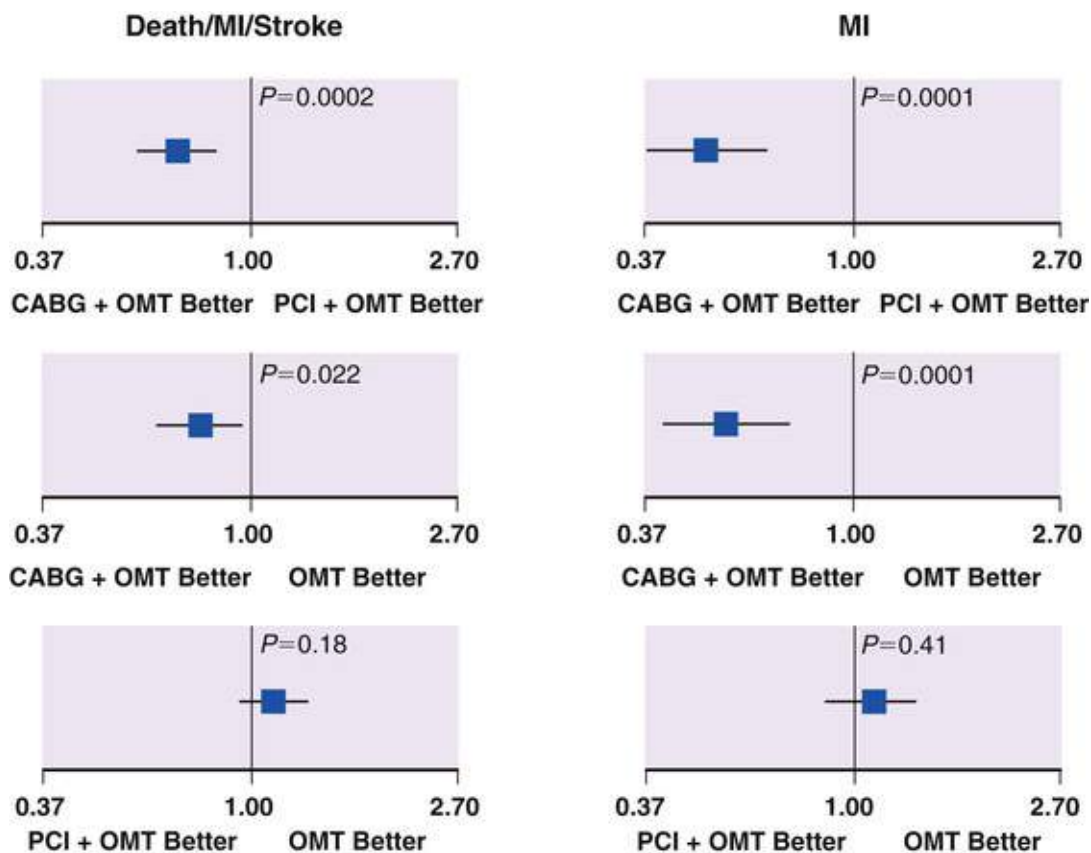 Death/MI/Stroke
P=0.0002
0.37 1.00 2.70
CABG + OMT Better PCI + OMT Better
P=0.022
0.37 1.00 2.70
CABG + OMT Better OMT Better
P=0.18
0.37 1.00 2.70
PCI + OMT Better OMT Better
MI
P=0.0001
0.37 1.00 2.70
CABG + OMT Better PCI + OMT Better
P=0.0001
0.37 1.00 2.70
CABG + OMT Better OMT Better
P=0.41
0.37 1.00 2.70
PCI + OMT Better OMT Better